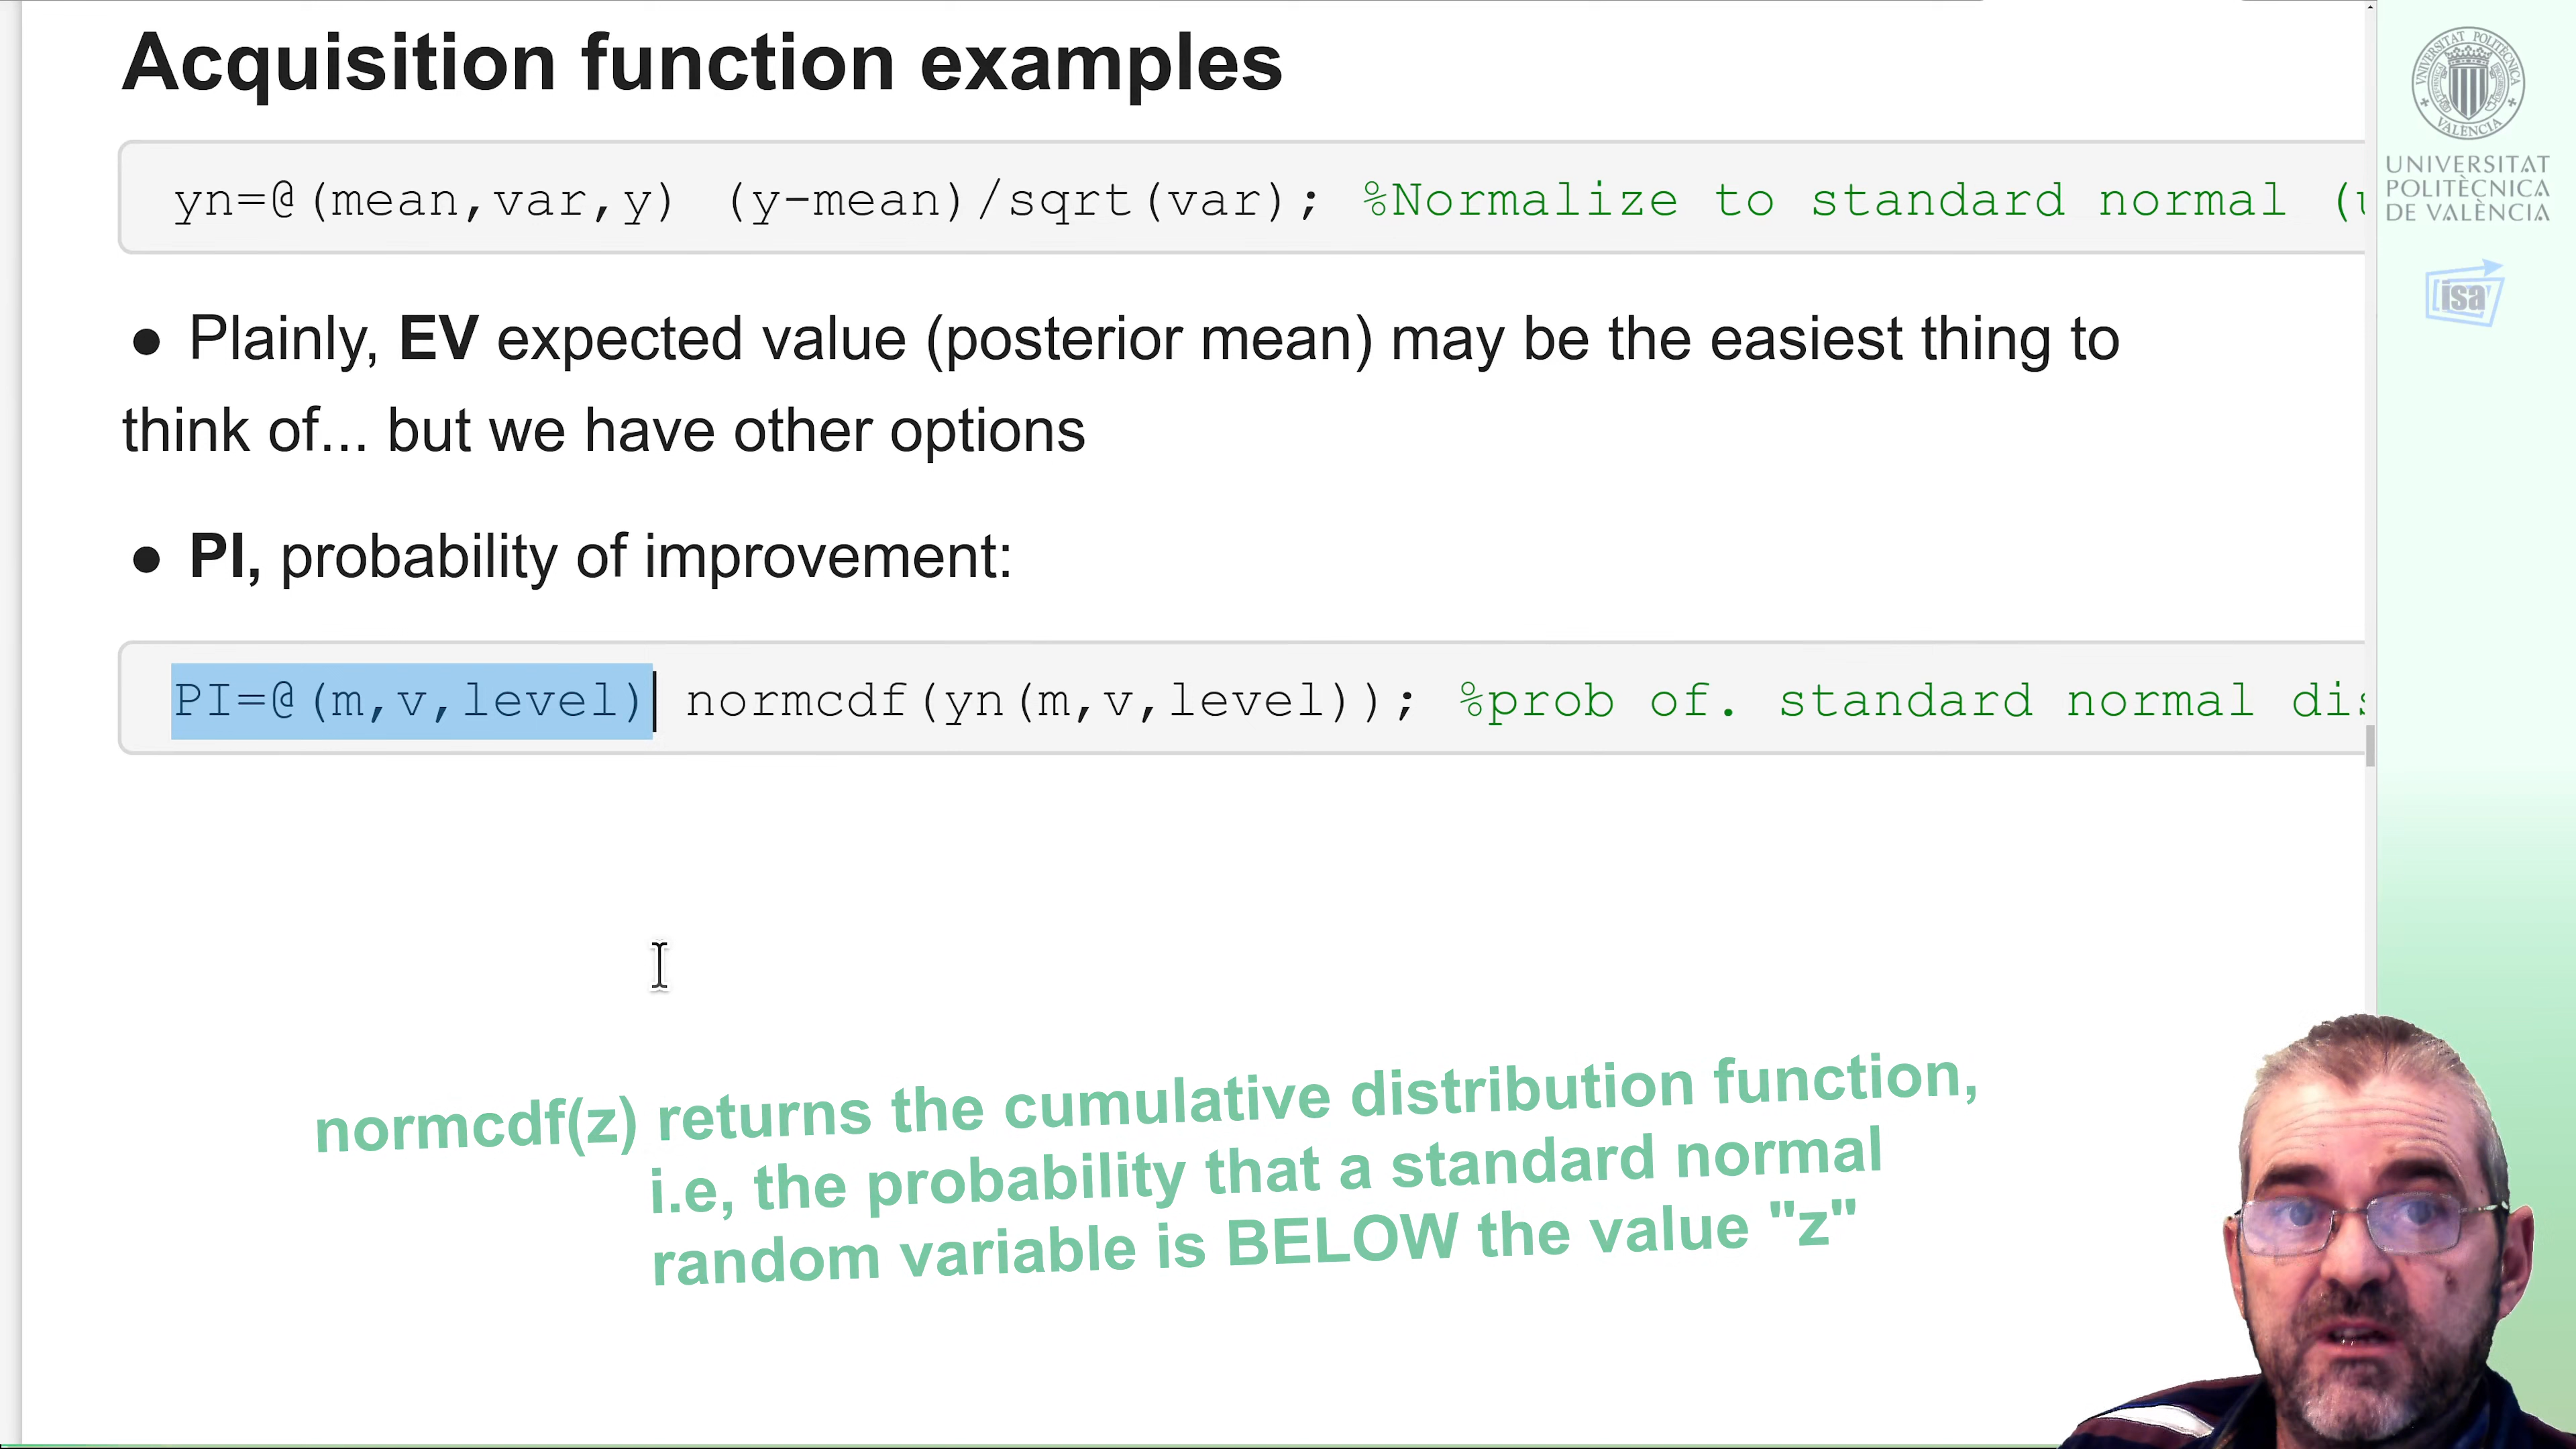 Acquisition function examples
yn=@(mean,var,y) (y-mean)/sqrt(var); %Normalize to standard normal (
UNIVERSITAT
POLITÈCNICA
DE VALÈNCIA
isa
● Plainly, EV expected value (posterior mean) may be the easiest thing to
think of... but we have other options
● PI, probability of improvement:
PI=@(m,v,level) normcdf(yn(m,v,level)); %prob of. standard normal dis
normcdf(z) returns the cumulative distribution function,
i.e, the probability that a standard normal
random variable is BELOW the value "z"